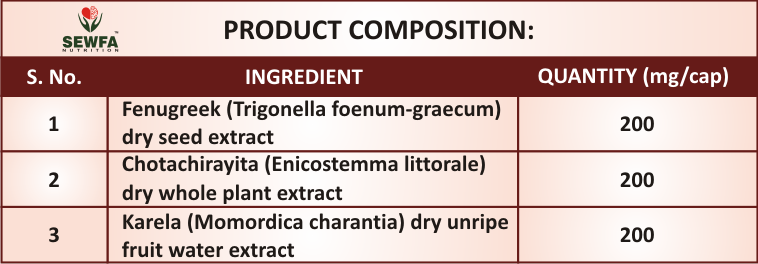 SEWFA
NUTRITION
TM
PRODUCT COMPOSITION:
S. No.
INGREDIENT
QUANTITY (mg/cap)
1
Fenugreek (Trigonella foenum-graecum)
dry seed extract
200
2
Chotachirayita (Enicostemma littorale)
dry whole plant extract
200
3
Karela (Momordica charantia) dry unripe
fruit water extract
200